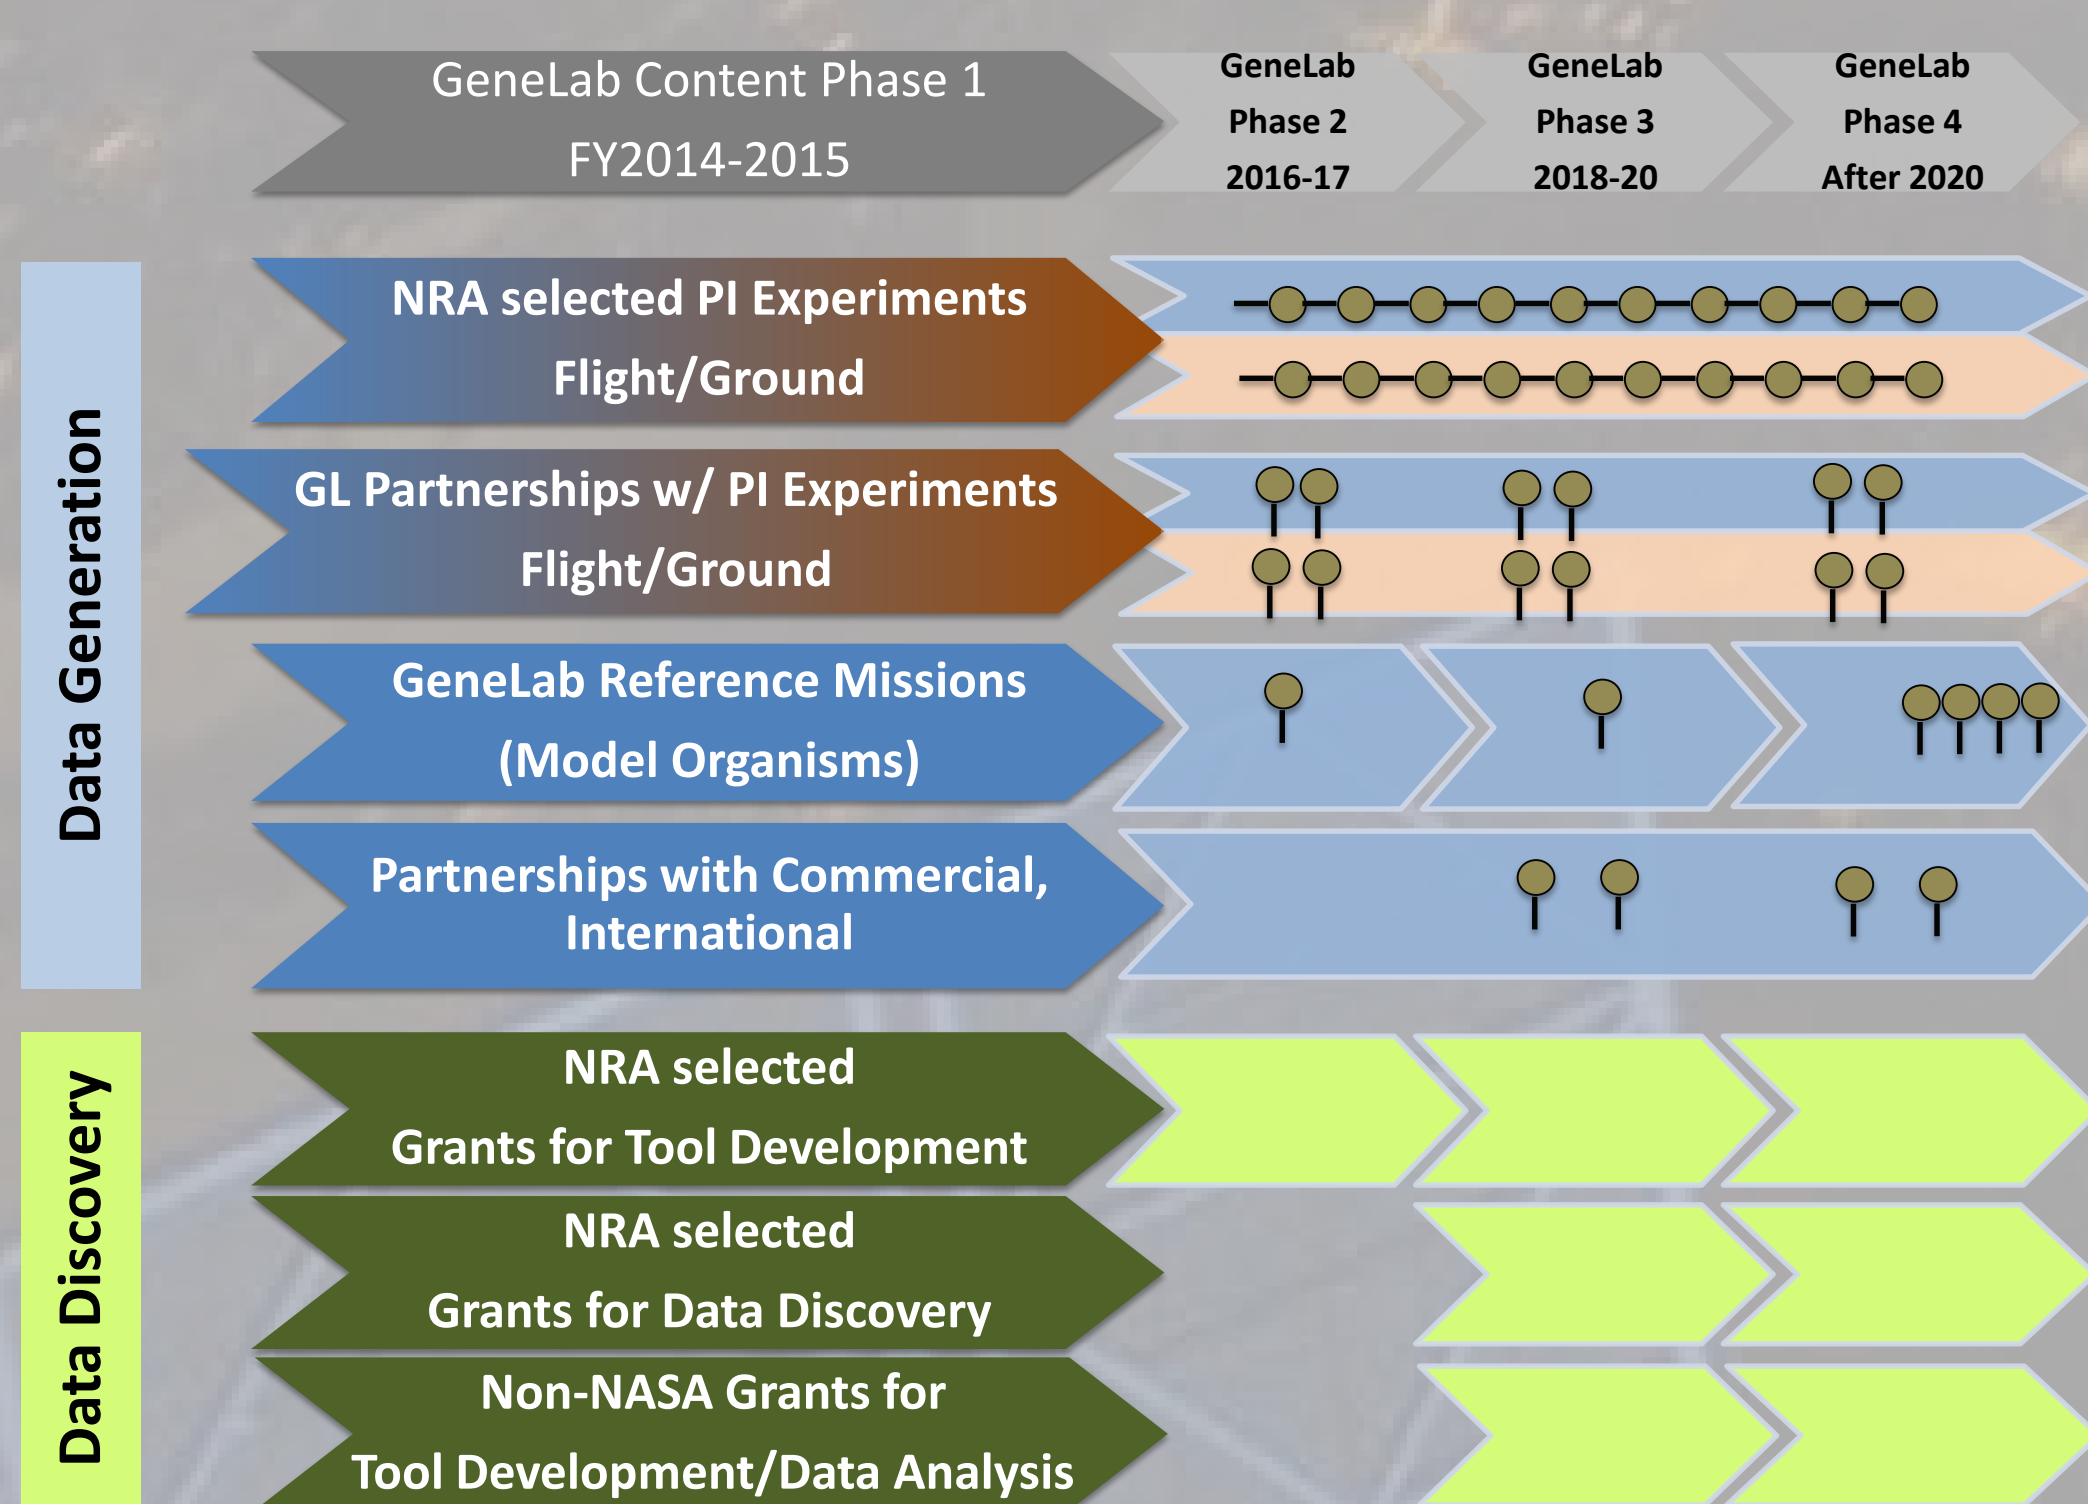 GeneLab Content Phase 1
FY2014-2015
GeneLab
Phase 2
2016-17
GeneLab
Phase 3
2018-20
GeneLab
Phase 4
After 2020
Data Generation
NRA selected PI Experiments
Flight/Ground
GL Partnerships w/ PI Experiments
Flight/Ground
GeneLab Reference Missions
(Model Organisms)
Partnerships with Commercial,
International
Data Discovery
NRA selected
Grants for Tool Development
NRA selected
Grants for Data Discovery
Non-NASA Grants for
Tool Development/Data Analysis